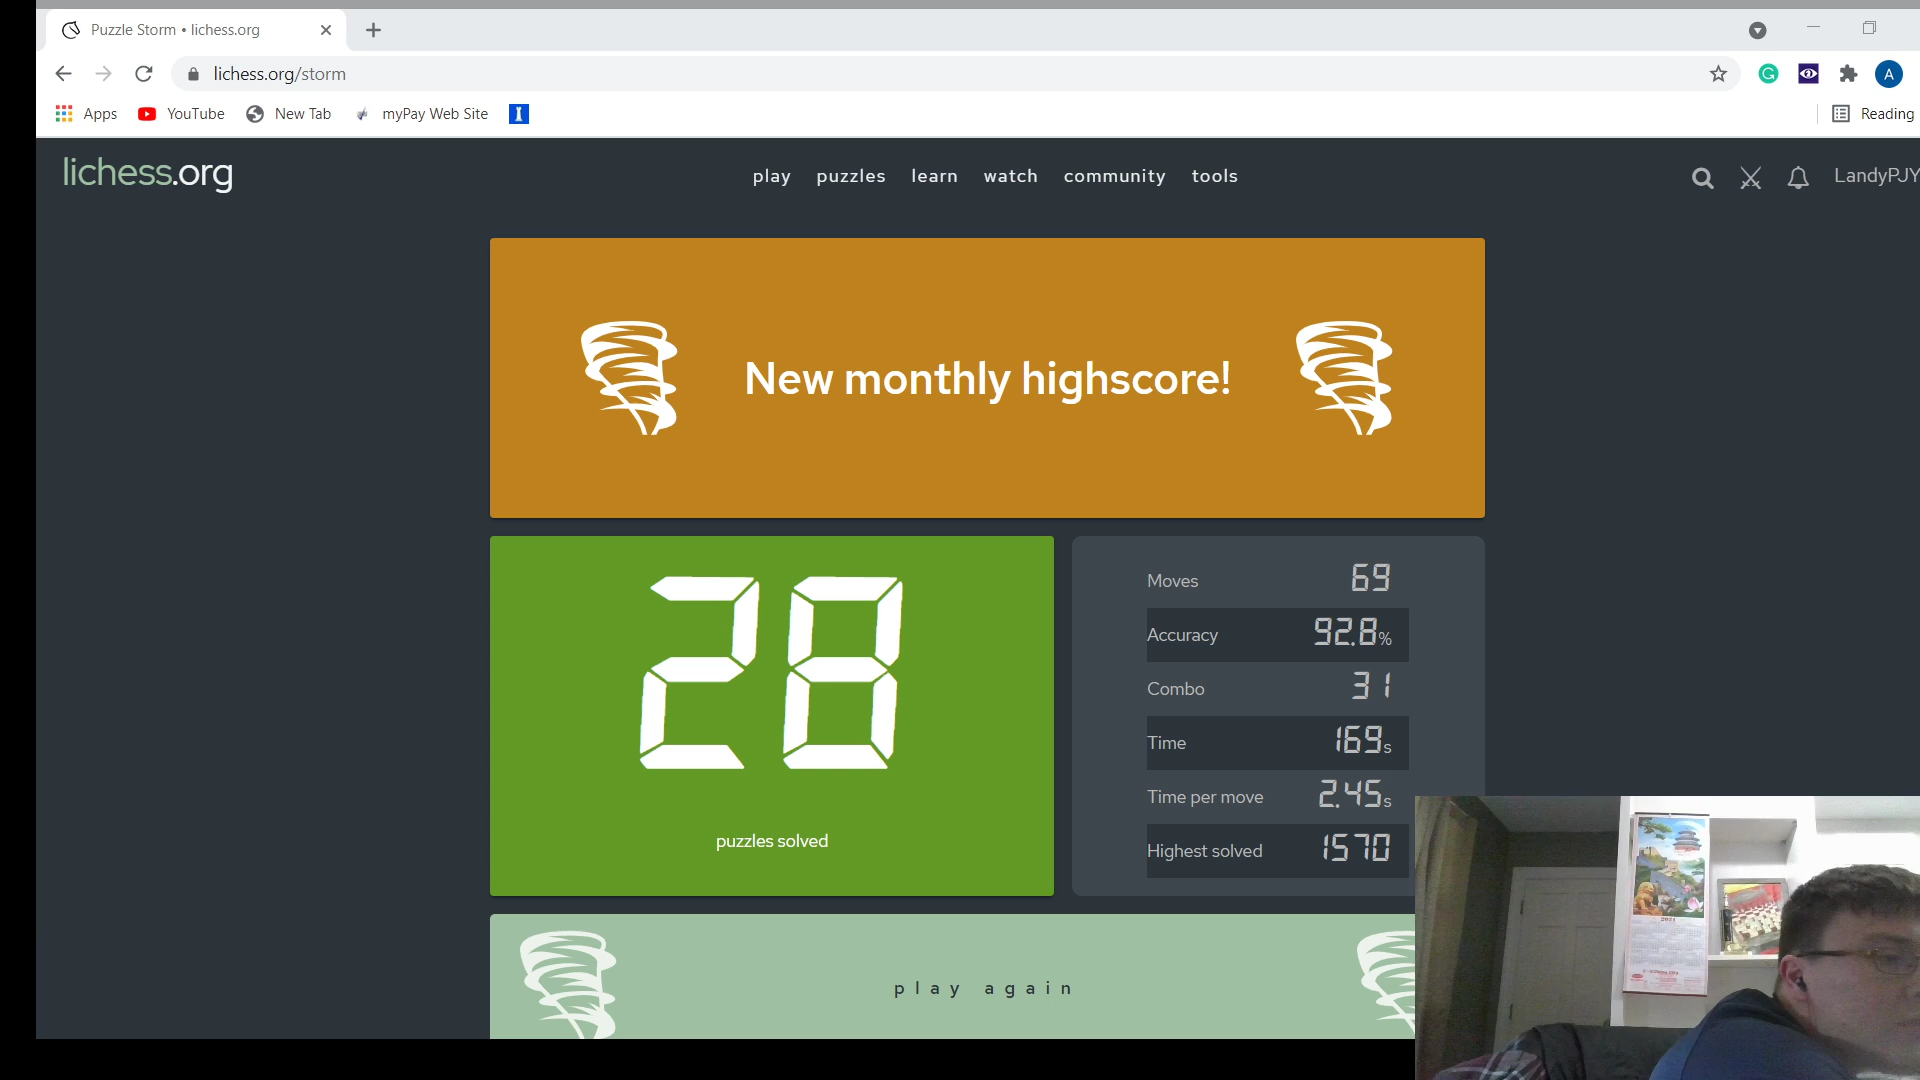 Puzzle Storm • lichess.org
lichess.org/storm
A
Apps
YouTube
New Tab
myPay Web Site
Reading
lichess.org
play
puzzles
learn
watch
community
tools
LandyPJY
New monthly highscore!
28
puzzles solved
Moves 69
Accuracy 92.8%
Combo 31
Time 169s
Time per move 2.45s
Highest solved 1570
play again
2021